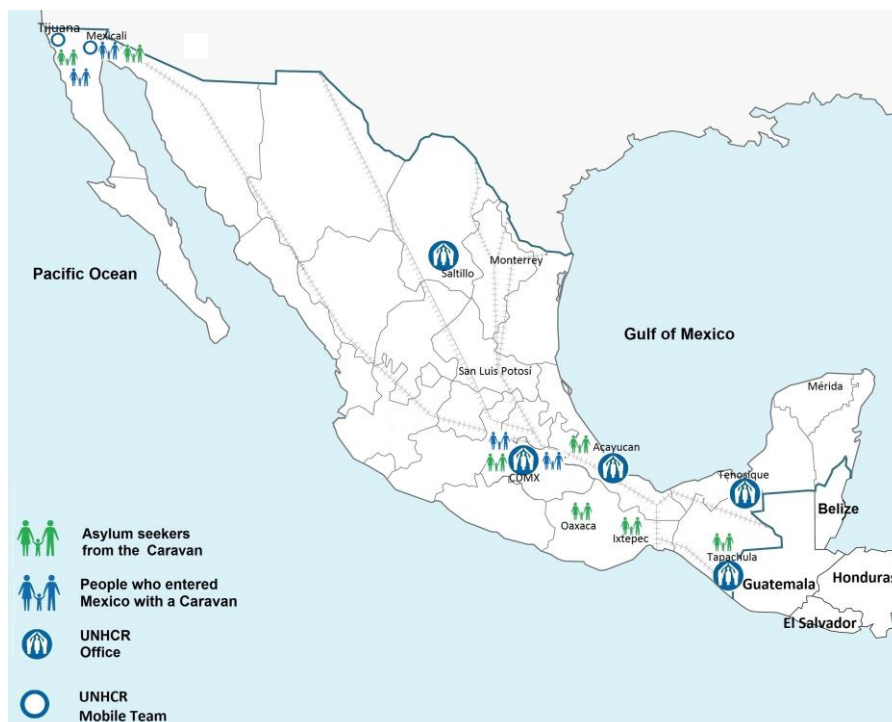 Tijuana
Mexicali
Pacific Ocean
Saltillo
Monterrey
Gulf of Mexico
San Luis Potosí
Mérida
Açayucan
CDMX
Tenosique
Oaxaca
Ixtepec
Belize
Tapachula
Guatemala
Honduras
El Salvador
Asylum seekers
from the Caravan
People who entered
Mexico with a Caravan
UNHCR
Office
UNHCR
Mobile Team